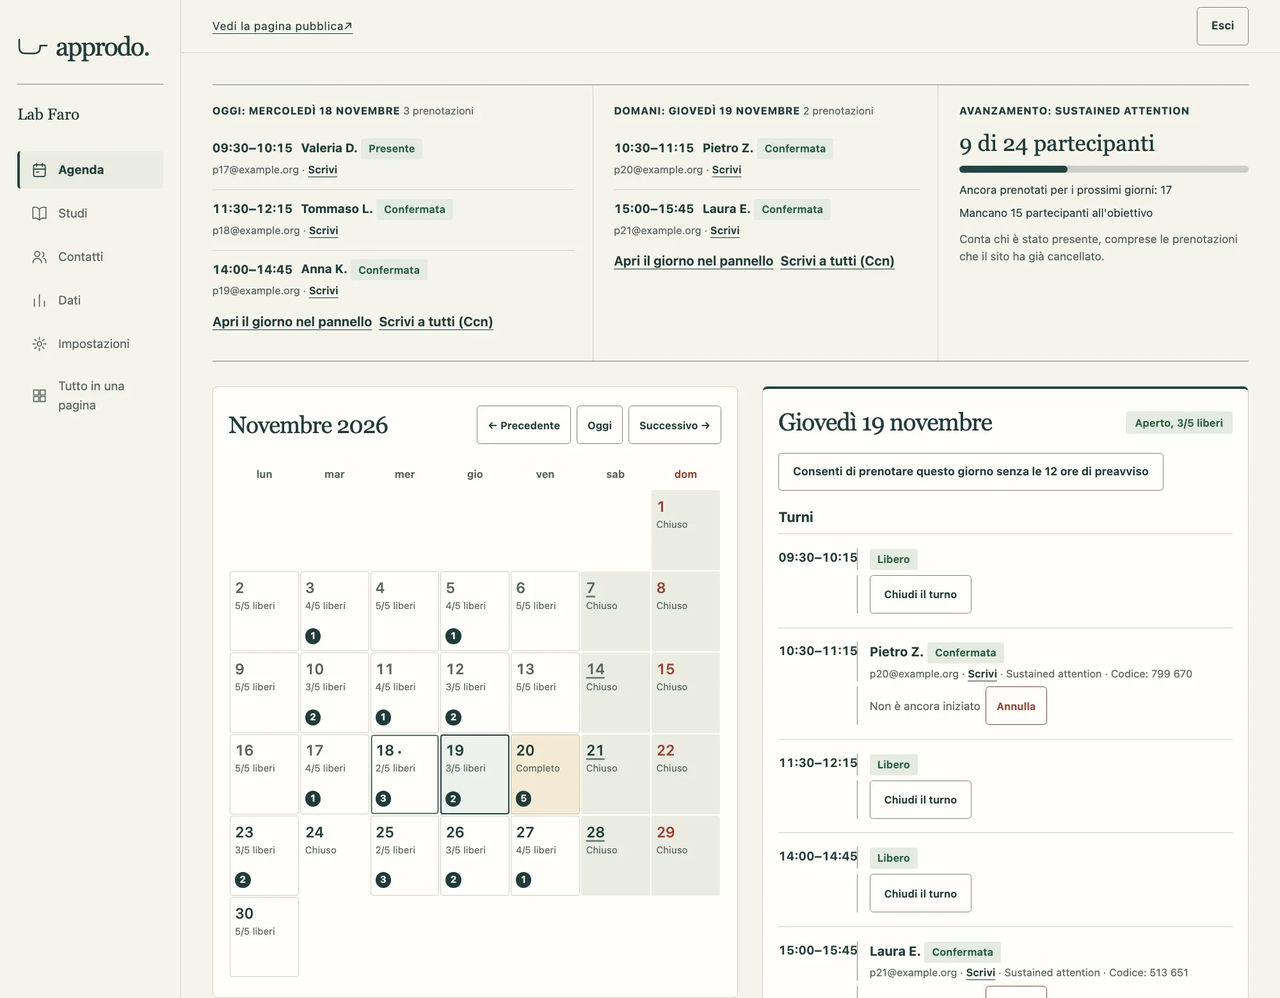 approdo.
Lab Faro
Agenda
Studi
Contatti
Dati
Impostazioni
Tutto in una
pagina
Vedi la pagina pubblica↗
Esci
OGGI: MERCOLEDÌ 18 NOVEMBRE 3 prenotazioni
09:30–10:15 Valeria D. Presente
p17@example.org · Scrivi
11:30–12:15 Tommaso L. Confermata
p18@example.org · Scrivi
14:00–14:45 Anna K. Confermata
p19@example.org · Scrivi
Apri il giorno nel pannello Scrivi a tutti (Ccn)
DOMANI: GIOVEDÌ 19 NOVEMBRE 2 prenotazioni
10:30–11:15 Pietro Z. Confermata
p20@example.org · Scrivi
15:00–15:45 Laura E. Confermata
p21@example.org · Scrivi
Apri il giorno nel pannello Scrivi a tutti (Ccn)
AVANZAMENTO: SUSTAINED ATTENTION
9 di 24 partecipanti
Ancora prenotati per i prossimi giorni: 17
Mancano 15 partecipanti all'obiettivo
Conta chi è stato presente, comprese le prenotazioni
che il sito ha già cancellato.
Novembre 2026
← Precedente Oggi Successivo →
lun mar mer gio ven sab dom
1
Chiuso
2 3 4 5 6 7 8
5/5 liberi 4/5 liberi 5/5 liberi 4/5 liberi 5/5 liberi Chiuso Chiuso
1 1
9 10 11 12 13 14 15
5/5 liberi 3/5 liberi 4/5 liberi 3/5 liberi 5/5 liberi Chiuso Chiuso
2 1 2
16 17 18 · 19 20 21 22
5/5 liberi 4/5 liberi 2/5 liberi 3/5 liberi Completo Chiuso Chiuso
1 3 2 5
23 24 25 26 27 28 29
3/5 liberi Chiuso 2/5 liberi 3/5 liberi 4/5 liberi Chiuso Chiuso
2 3 2 1
30
5/5 liberi
Giovedì 19 novembre
Aperto, 3/5 liberi
Consenti di prenotare questo giorno senza le 12 ore di preavviso
Turni
09:30–10:15 Libero
Chiudi il turno
10:30–11:15 Pietro Z. Confermata
p20@example.org · Scrivi · Sustained attention · Codice: 799 670
Non è ancora iniziato Annulla
11:30–12:15 Libero
Chiudi il turno
14:00–14:45 Libero
Chiudi il turno
15:00–15:45 Laura E. Confermata
p21@example.org · Scrivi · Sustained attention · Codice: 513 651